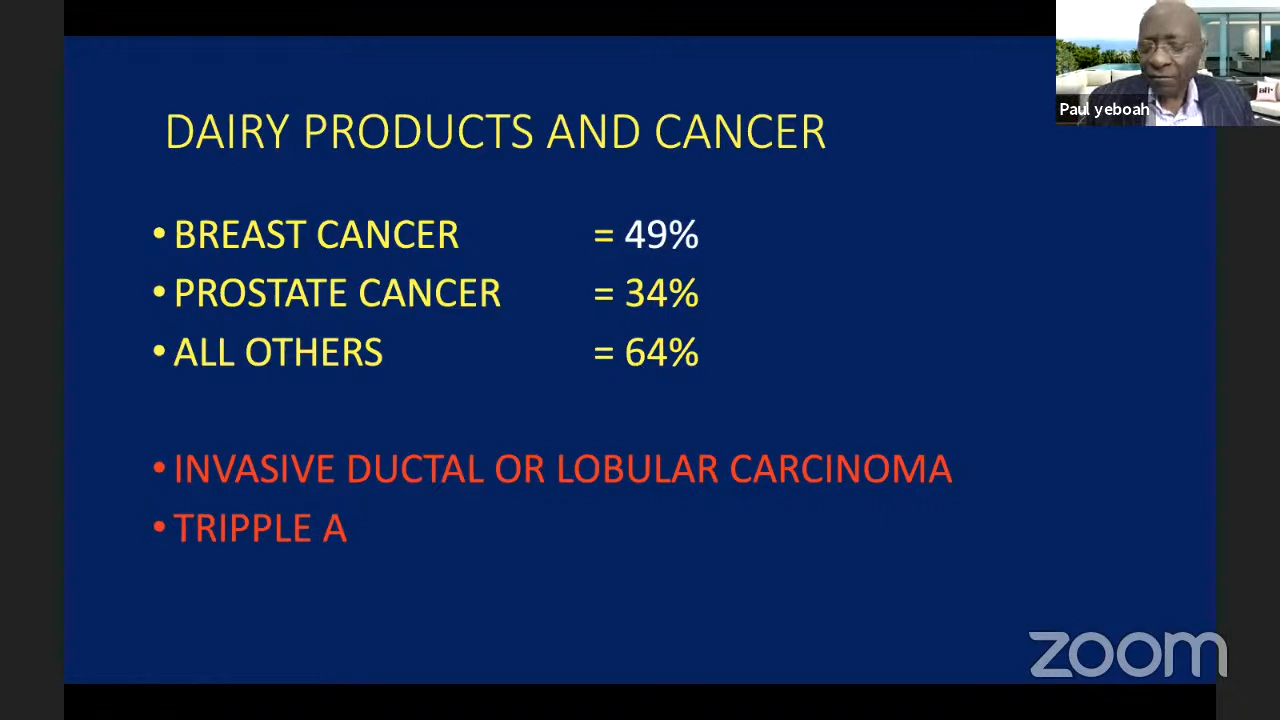 Paul yeboah
DAIRY PRODUCTS AND CANCER
• BREAST CANCER = 49%
• PROSTATE CANCER = 34%
• ALL OTHERS = 64%
• INVASIVE DUCTAL OR LOBULAR CARCINOMA
• TRIPPLE A
zoom